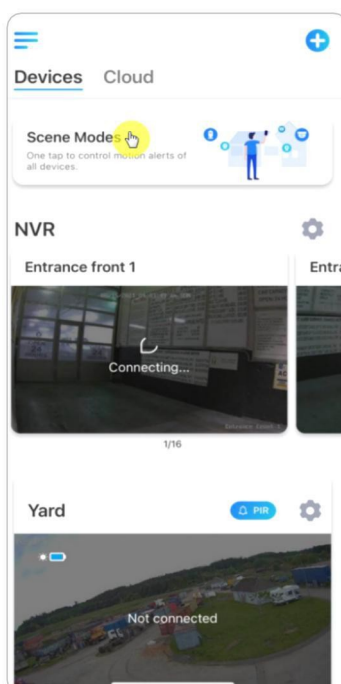 Devices Cloud
Scene Modes
One tap to control motion alerts of
all devices.
NVR
Entrance front 1
Entra
Connecting...
1/16
Yard
PIR
Not connected